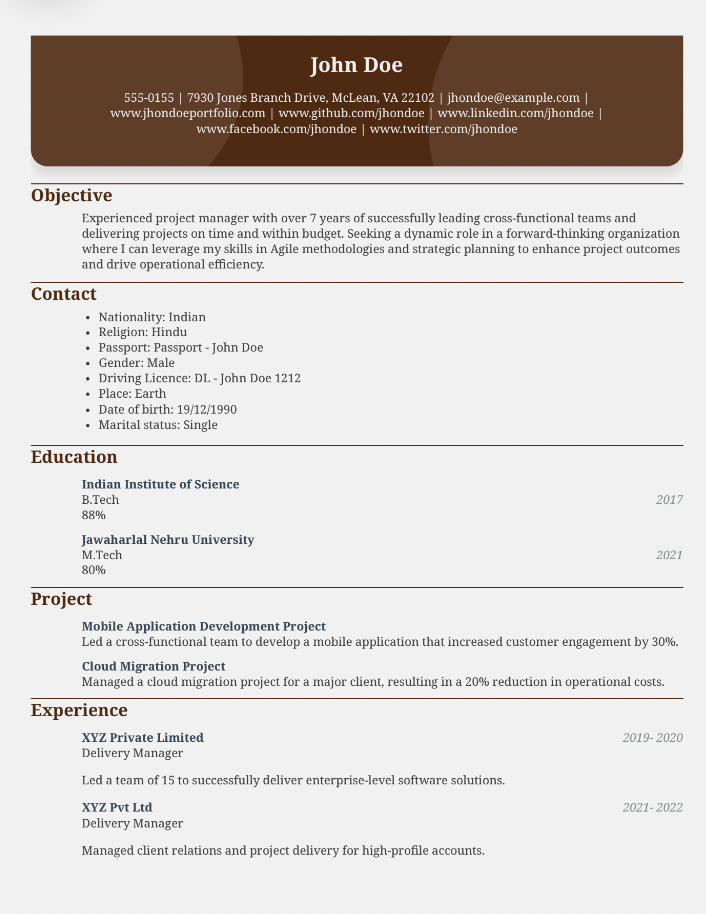 John Doe
555-0155 | 7930 Jones Branch Drive, McLean, VA 22102 | jhondoe@example.com |
www.jhondoeportfolio.com | www.github.com/jhondoe | www.linkedin.com/jhondoe |
www.facebook.com/jhondoe | www.twitter.com/jhondoe
Objective
Experienced project manager with over 7 years of successfully leading cross-functional teams and
delivering projects on time and within budget. Seeking a dynamic role in a forward-thinking organization
where I can leverage my skills in Agile methodologies and strategic planning to enhance project outcomes
and drive operational efficiency.
Contact
• Nationality: Indian
• Religion: Hindu
• Passport: Passport - John Doe
• Gender: Male
• Driving Licence: DL - John Doe 1212
• Place: Earth
• Date of birth: 19/12/1990
• Marital status: Single
Education
Indian Institute of Science
B.Tech 2017
88%
Jawaharlal Nehru University
M.Tech 2021
80%
Project
Mobile Application Development Project
Led a cross-functional team to develop a mobile application that increased customer engagement by 30%.
Cloud Migration Project
Managed a cloud migration project for a major client, resulting in a 20% reduction in operational costs.
Experience
XYZ Private Limited 2019- 2020
Delivery Manager
Led a team of 15 to successfully deliver enterprise-level software solutions.
XYZ Pvt Ltd 2021- 2022
Delivery Manager
Managed client relations and project delivery for high-profile accounts.